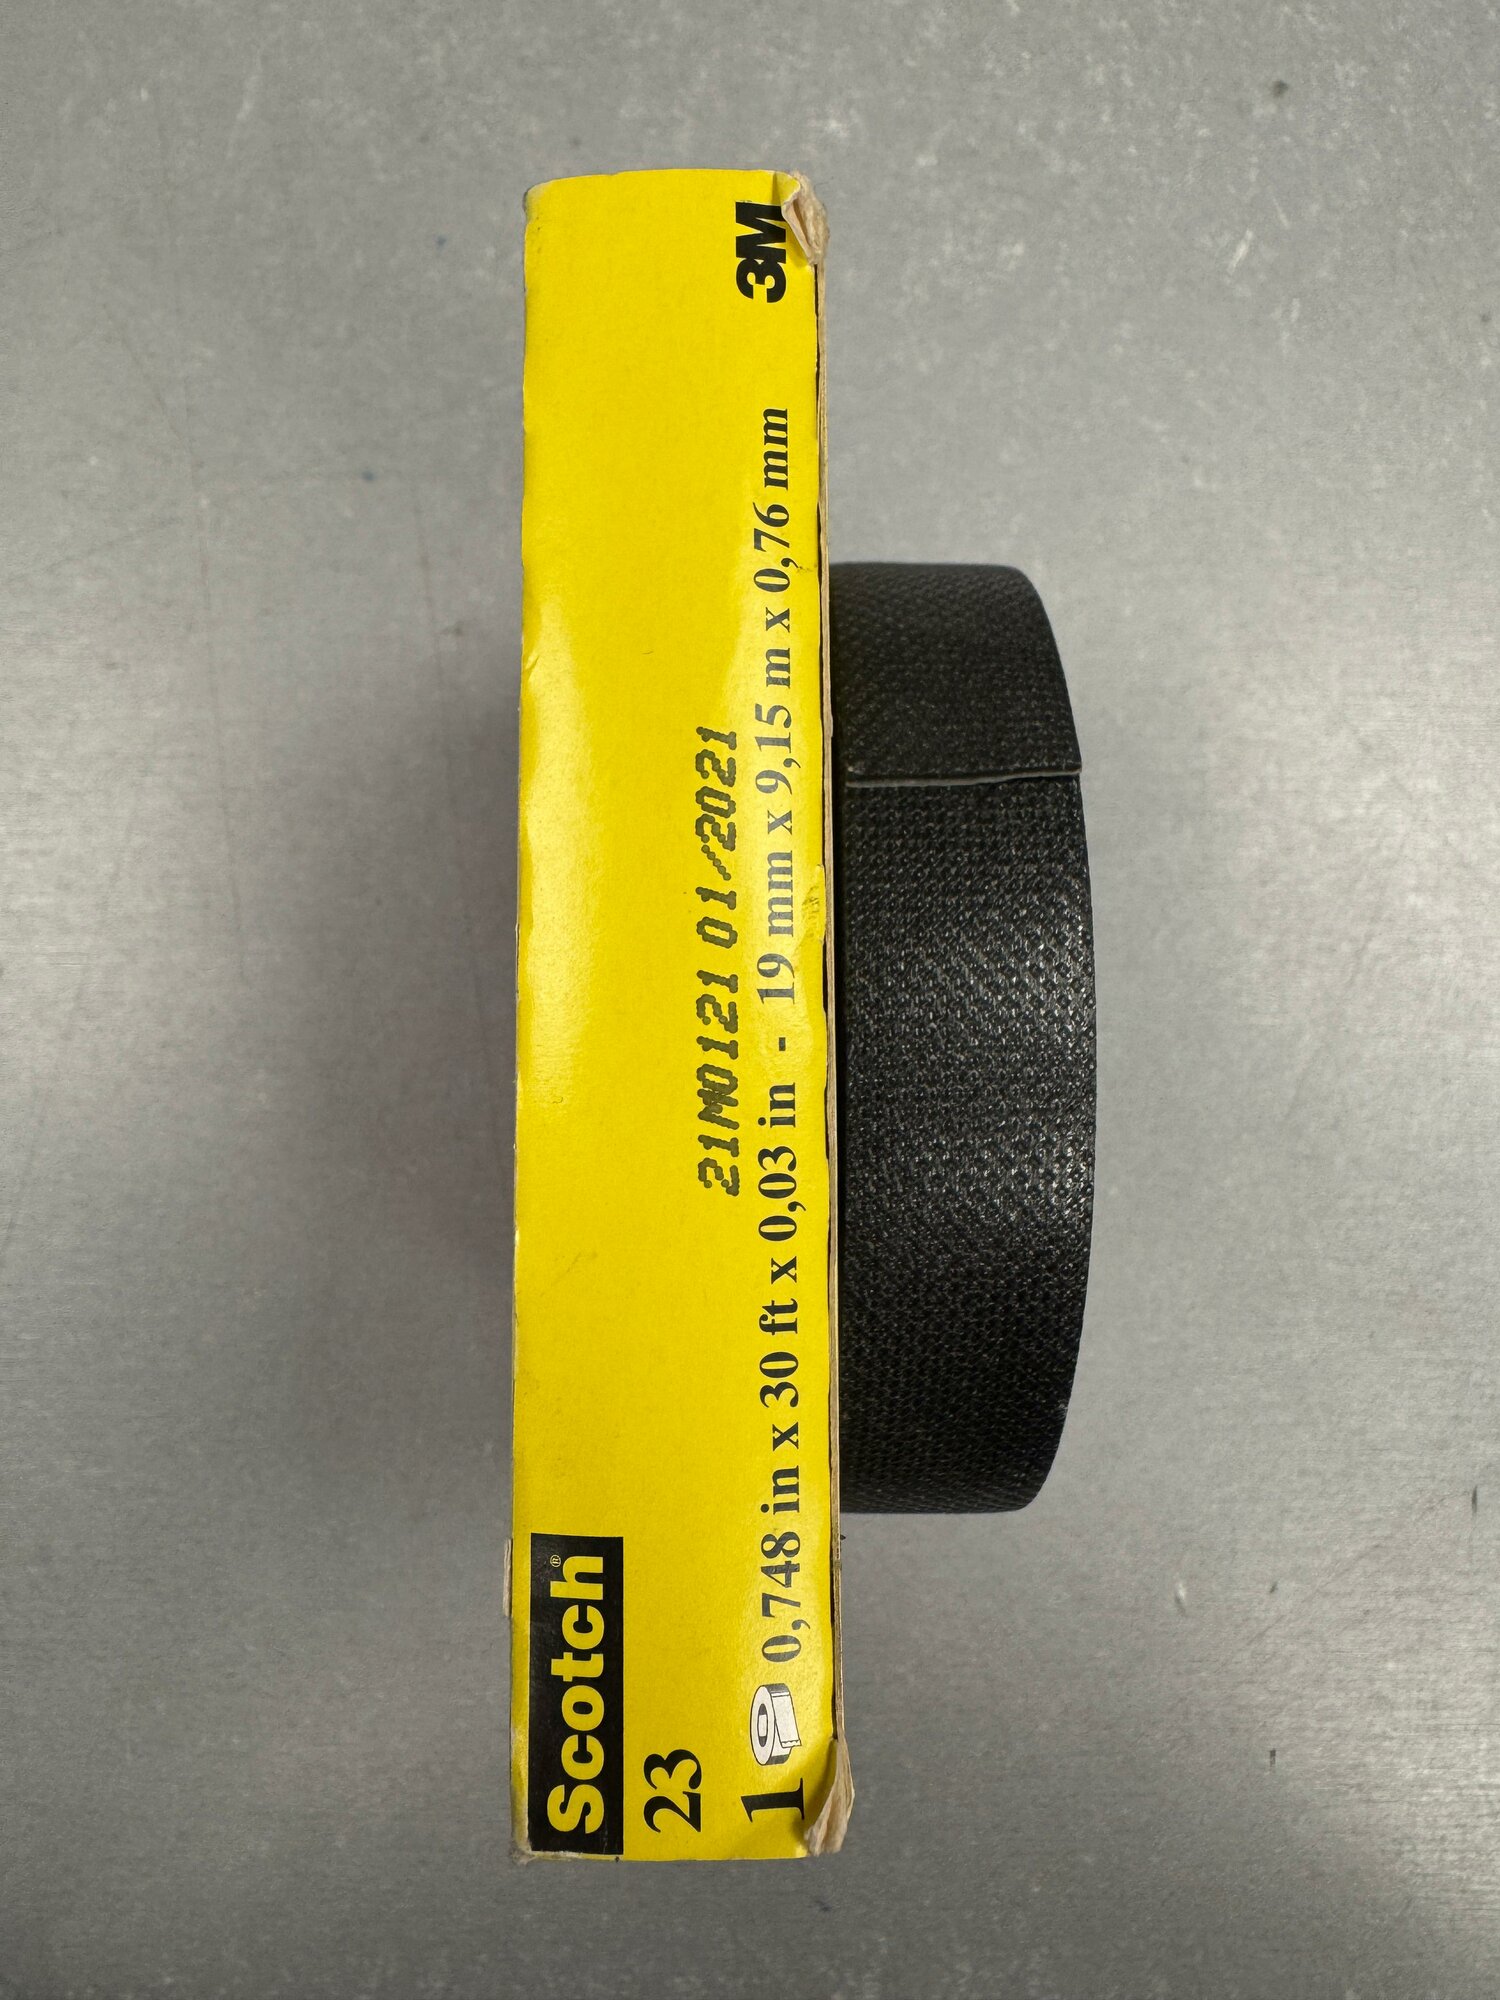 Scotch®
23
21M0121 01/2021
1 0,748 in x 30 ft x 0,03 in - 19 mm x 9,15 m x 0,76 mm
3M